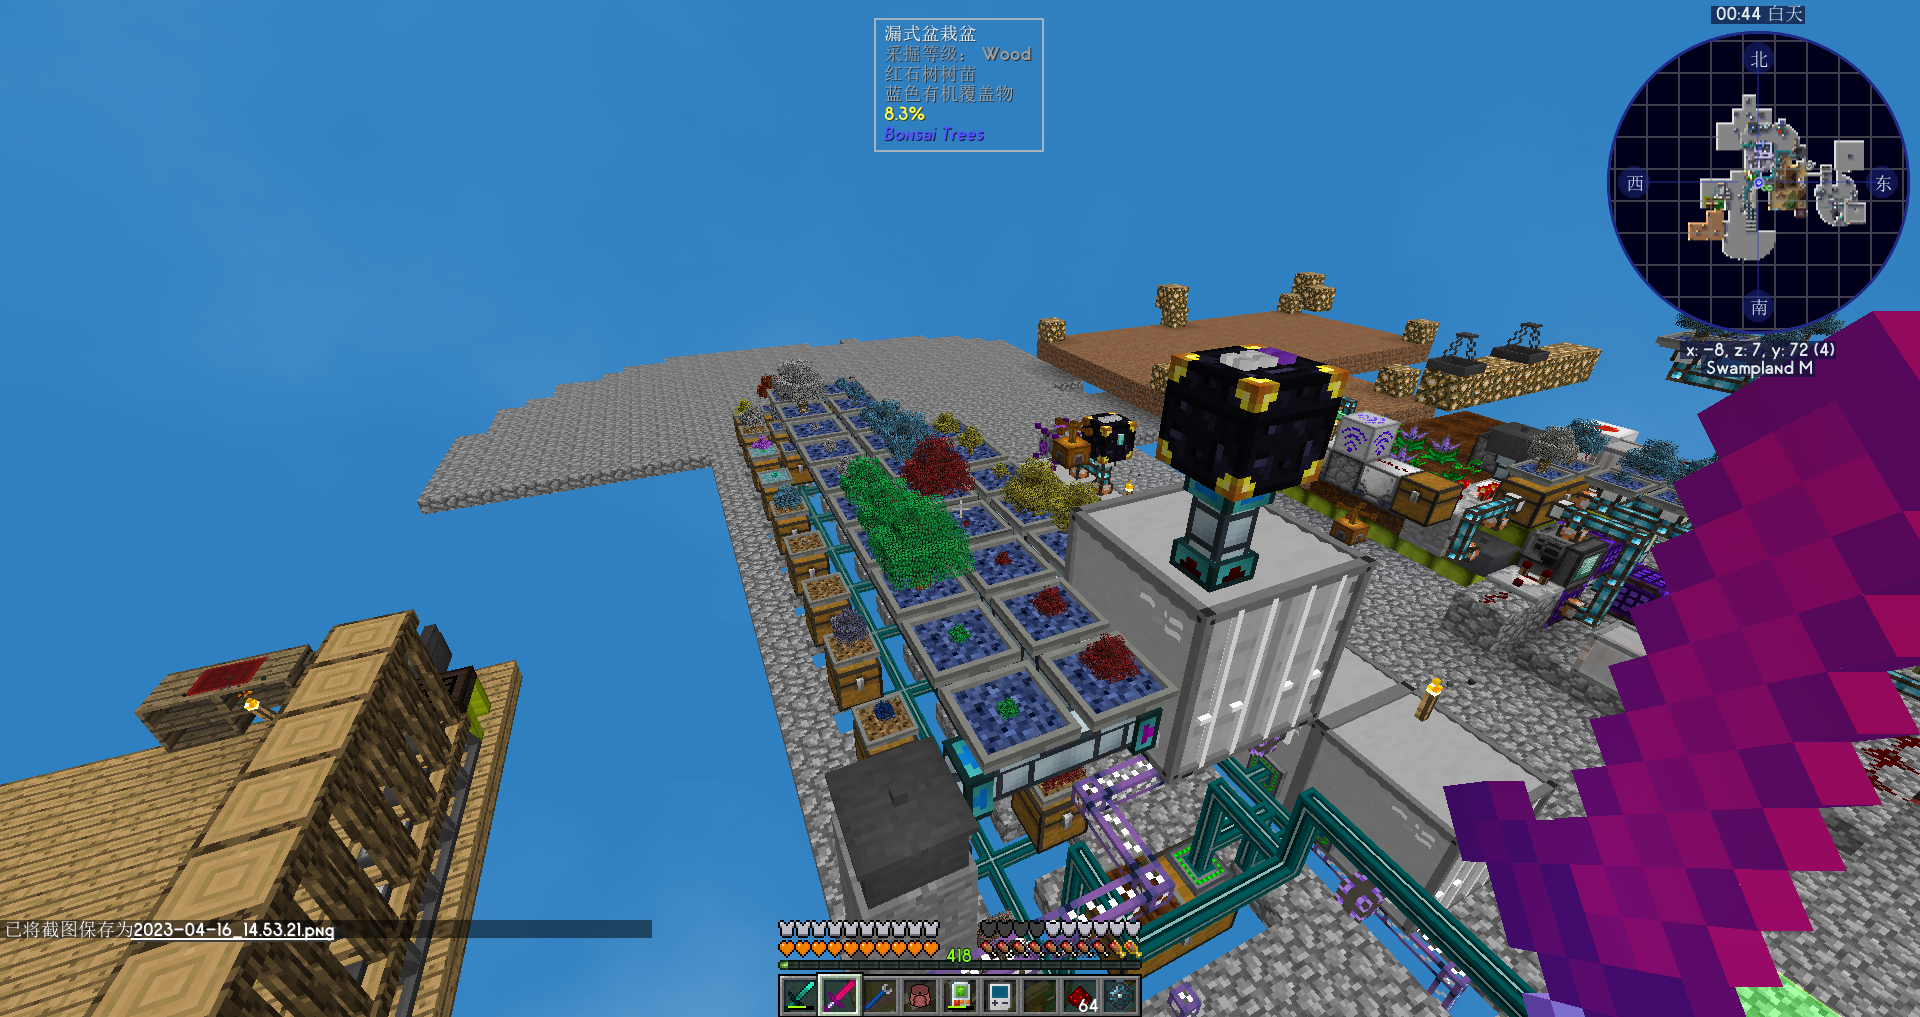 漏式盆栽盆
采掘等级： Wood
红石树树苗
蓝色有机覆盖物
8.3%
Bonsai Trees
00:44 白天
北
西
东
南
x: -8, z: 7, y: 72 (4)
Swampland M
已将截图保存为2023-04-16_14.53.21.png
418
64